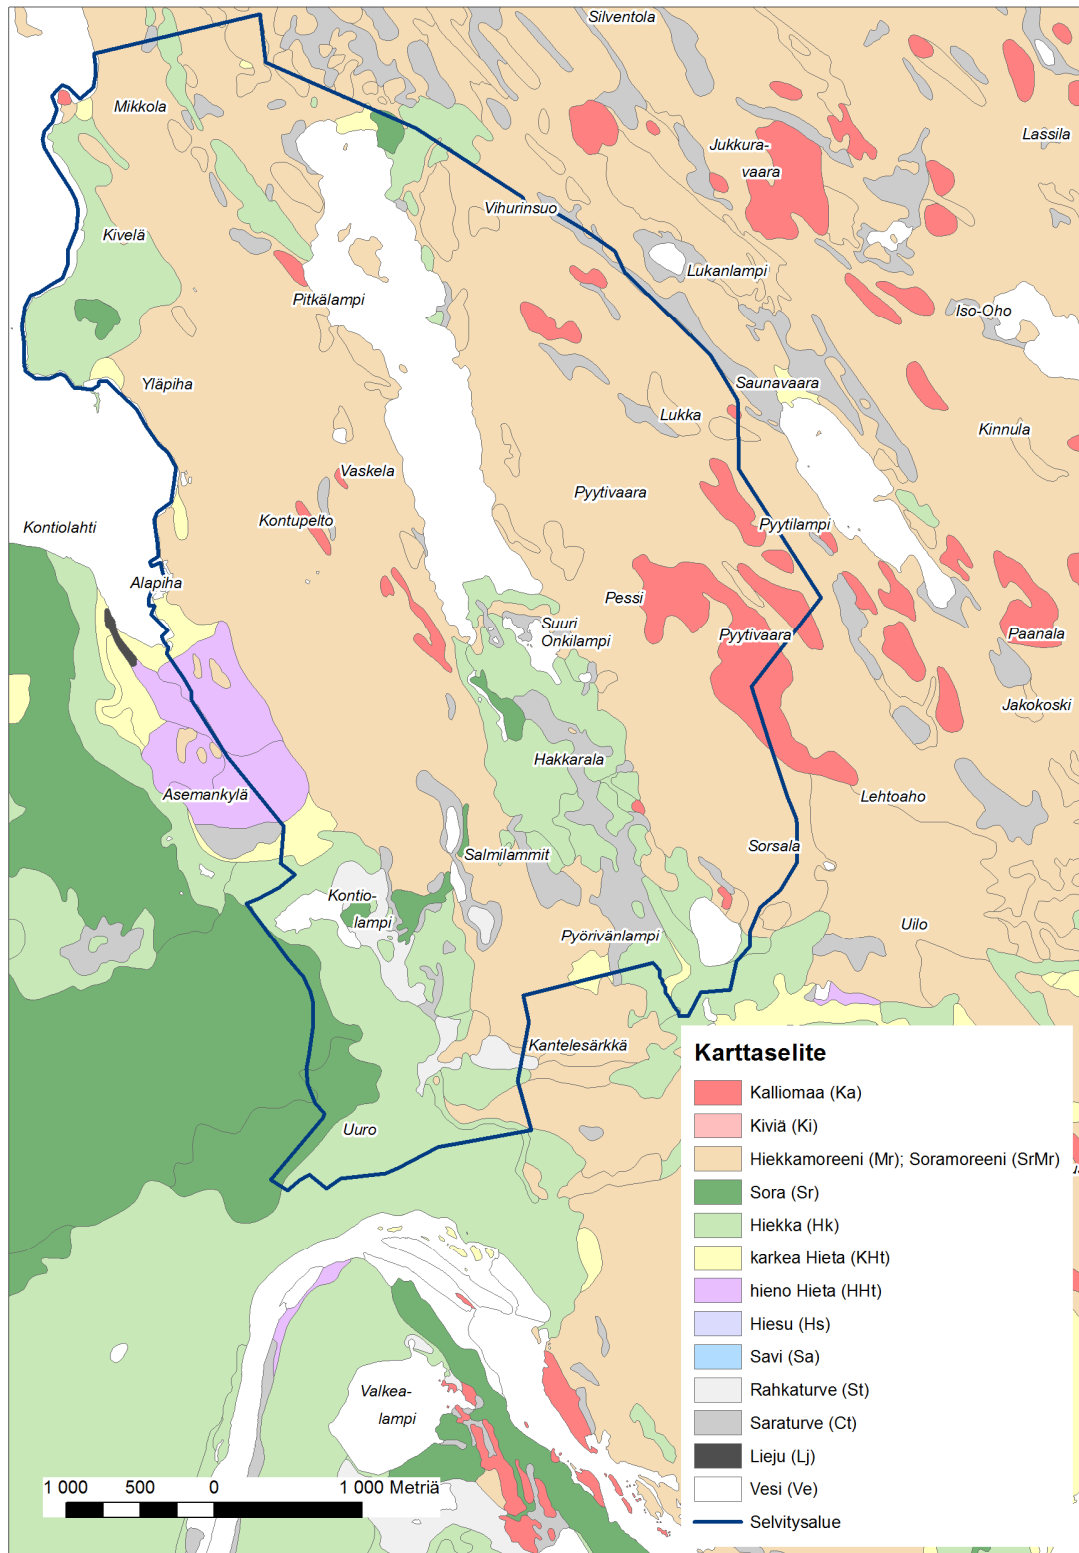 Silventola
Mikkola
Lassila
Jukkura-
vaara
Vihurinsuo
Kivelä
Lukanlampi
Pitkälampi
Iso-Oho
Yläpiha
Saunavaara
Lukka
Kinnula
Vaskela
Pyytivaara
Kontiolahti
Kontupelto
Pyytilampi
Alapiha
Pessi
Suuri
Onkilampi
Pyytivaara
Paanala
Jakokoski
Hakkarala
Asemankylä
Lehtoaho
Salmilammit
Sorsala
Kontio-
lampi
Uilo
Pyörivänlampi
Kantelesärkkä
Uuro
Valkea-
lampi
Karttaselite
Kalliomaa (Ka)
Kiviä (Ki)
Hiekkamoreeni (Mr); Soramoreeni (SrMr)
Sora (Sr)
Hiekka (Hk)
karkea Hieta (KHt)
hieno Hieta (HHt)
Hiesu (Hs)
Savi (Sa)
Rahkaturve (St)
Saraturve (Ct)
Lieju (Lj)
Vesi (Ve)
Selvitysalue
1 000 500 0 1 000 Metriä